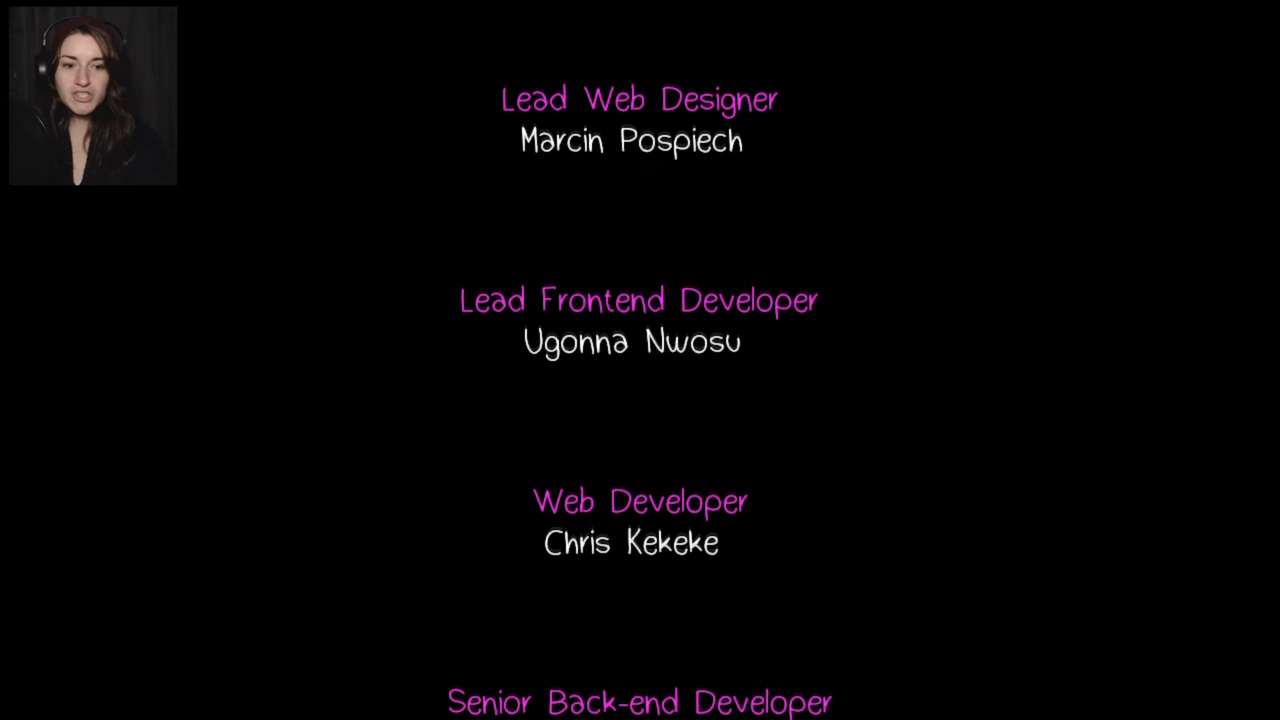 Lead Web Designer
Marcin Pospiech
Lead Frontend Developer
Ugonna Nwosu
Web Developer
Chris Kekeke
Senior Back-end Developer